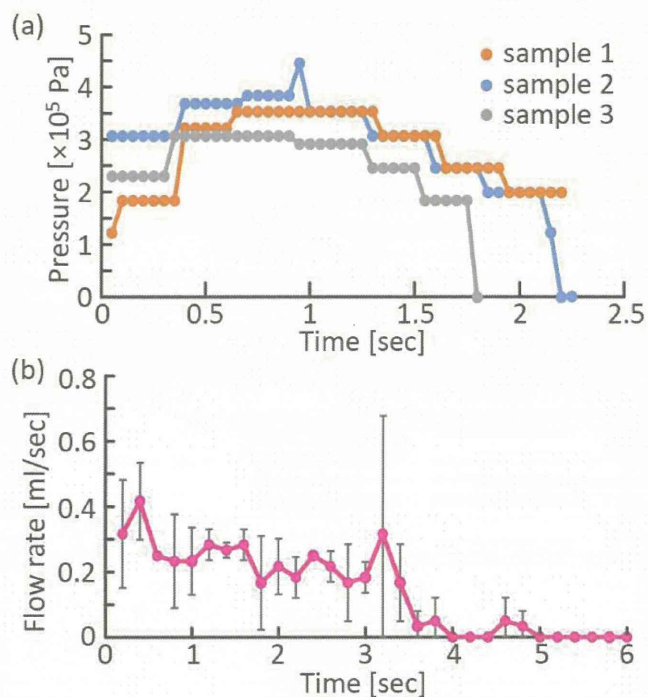 (a)
sample 1
sample 2
sample 3
Pressure [×10⁵ Pa]
5
4
3
2
1
0
0 0.5 1 1.5 2 2.5
Time [sec]
(b)
Flow rate [ml/sec]
0.8
0.6
0.4
0.2
0
0 1 2 3 4 5 6
Time [sec]